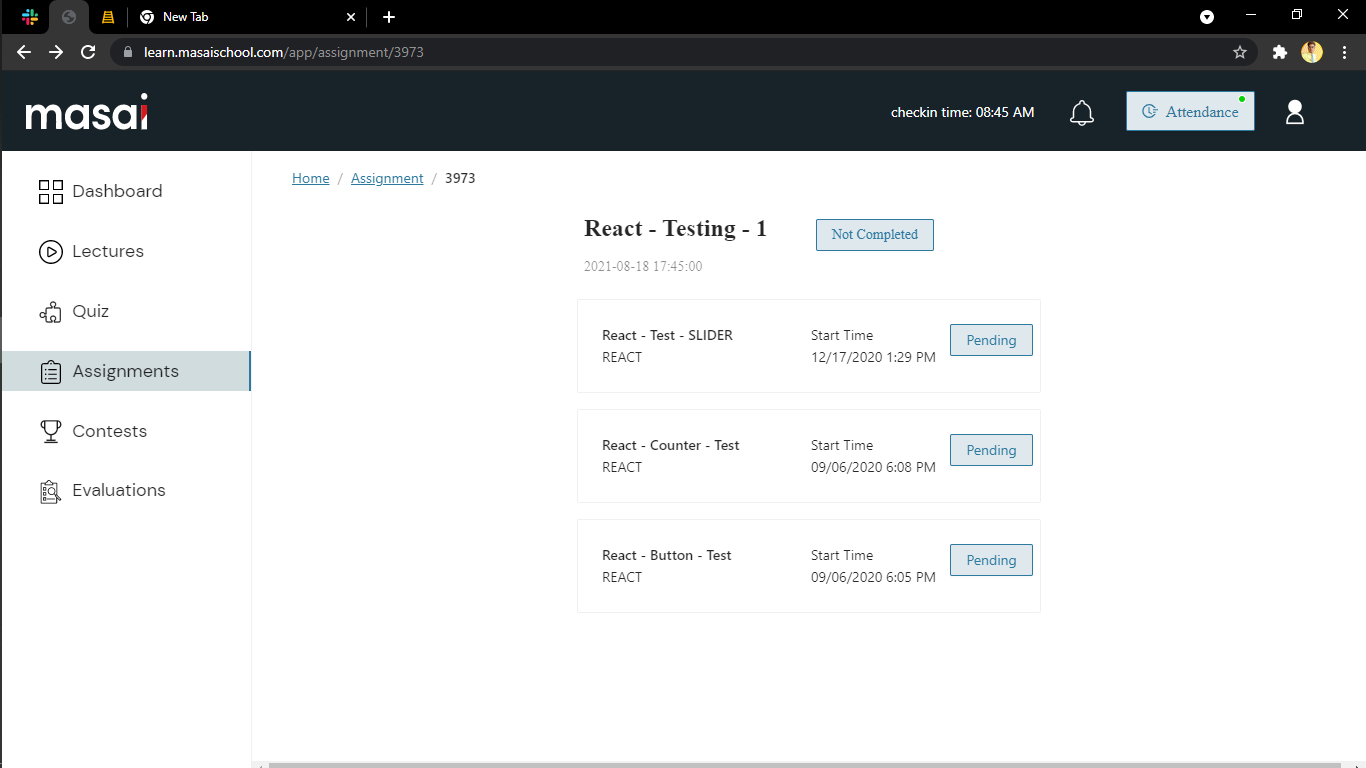 New Tab
learn.masaischool.com/app/assignment/3973
masai
checkin time: 08:45 AM
Attendance
Dashboard
Lectures
Quiz
Assignments
Contests
Evaluations
Home / Assignment / 3973
React - Testing - 1
Not Completed
2021-08-18 17:45:00
React - Test - SLIDER
REACT
Start Time
12/17/2020 1:29 PM
Pending
React - Counter - Test
REACT
Start Time
09/06/2020 6:08 PM
Pending
React - Button - Test
REACT
Start Time
09/06/2020 6:05 PM
Pending